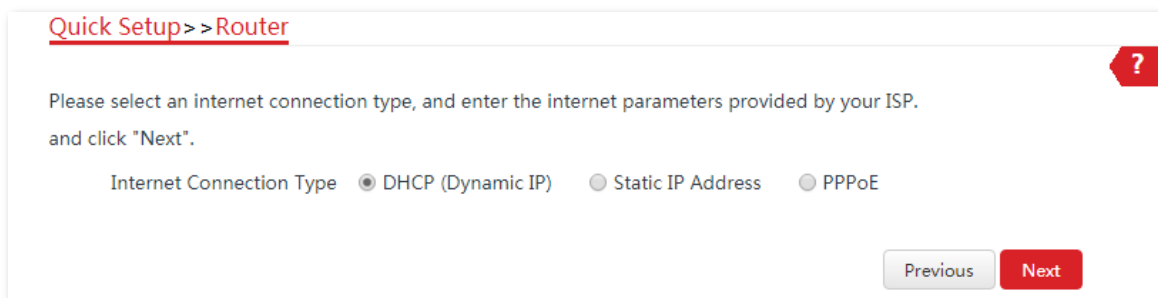 Quick Setup>>Router
?
Please select an internet connection type, and enter the internet parameters provided by your ISP.
and click "Next".
Internet Connection Type DHCP (Dynamic IP) Static IP Address PPPoE
Previous Next